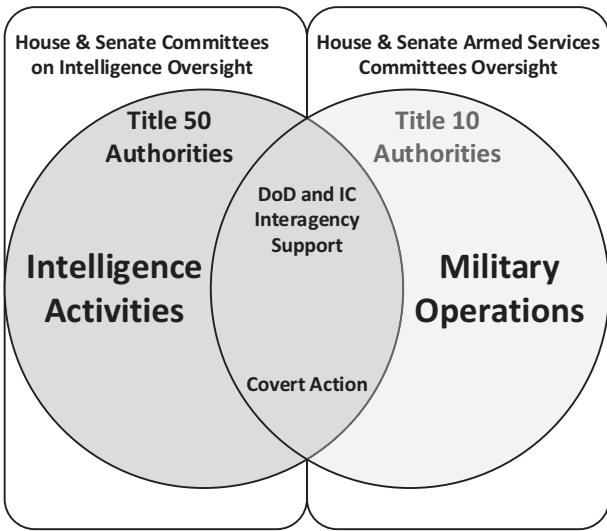 House & Senate Committees
on Intelligence Oversight
House & Senate Armed Services
Committees Oversight
Title 50
Authorities
Title 10
Authorities
DoD and IC
Interagency
Support
Intelligence
Activities
Military
Operations
Covert Action